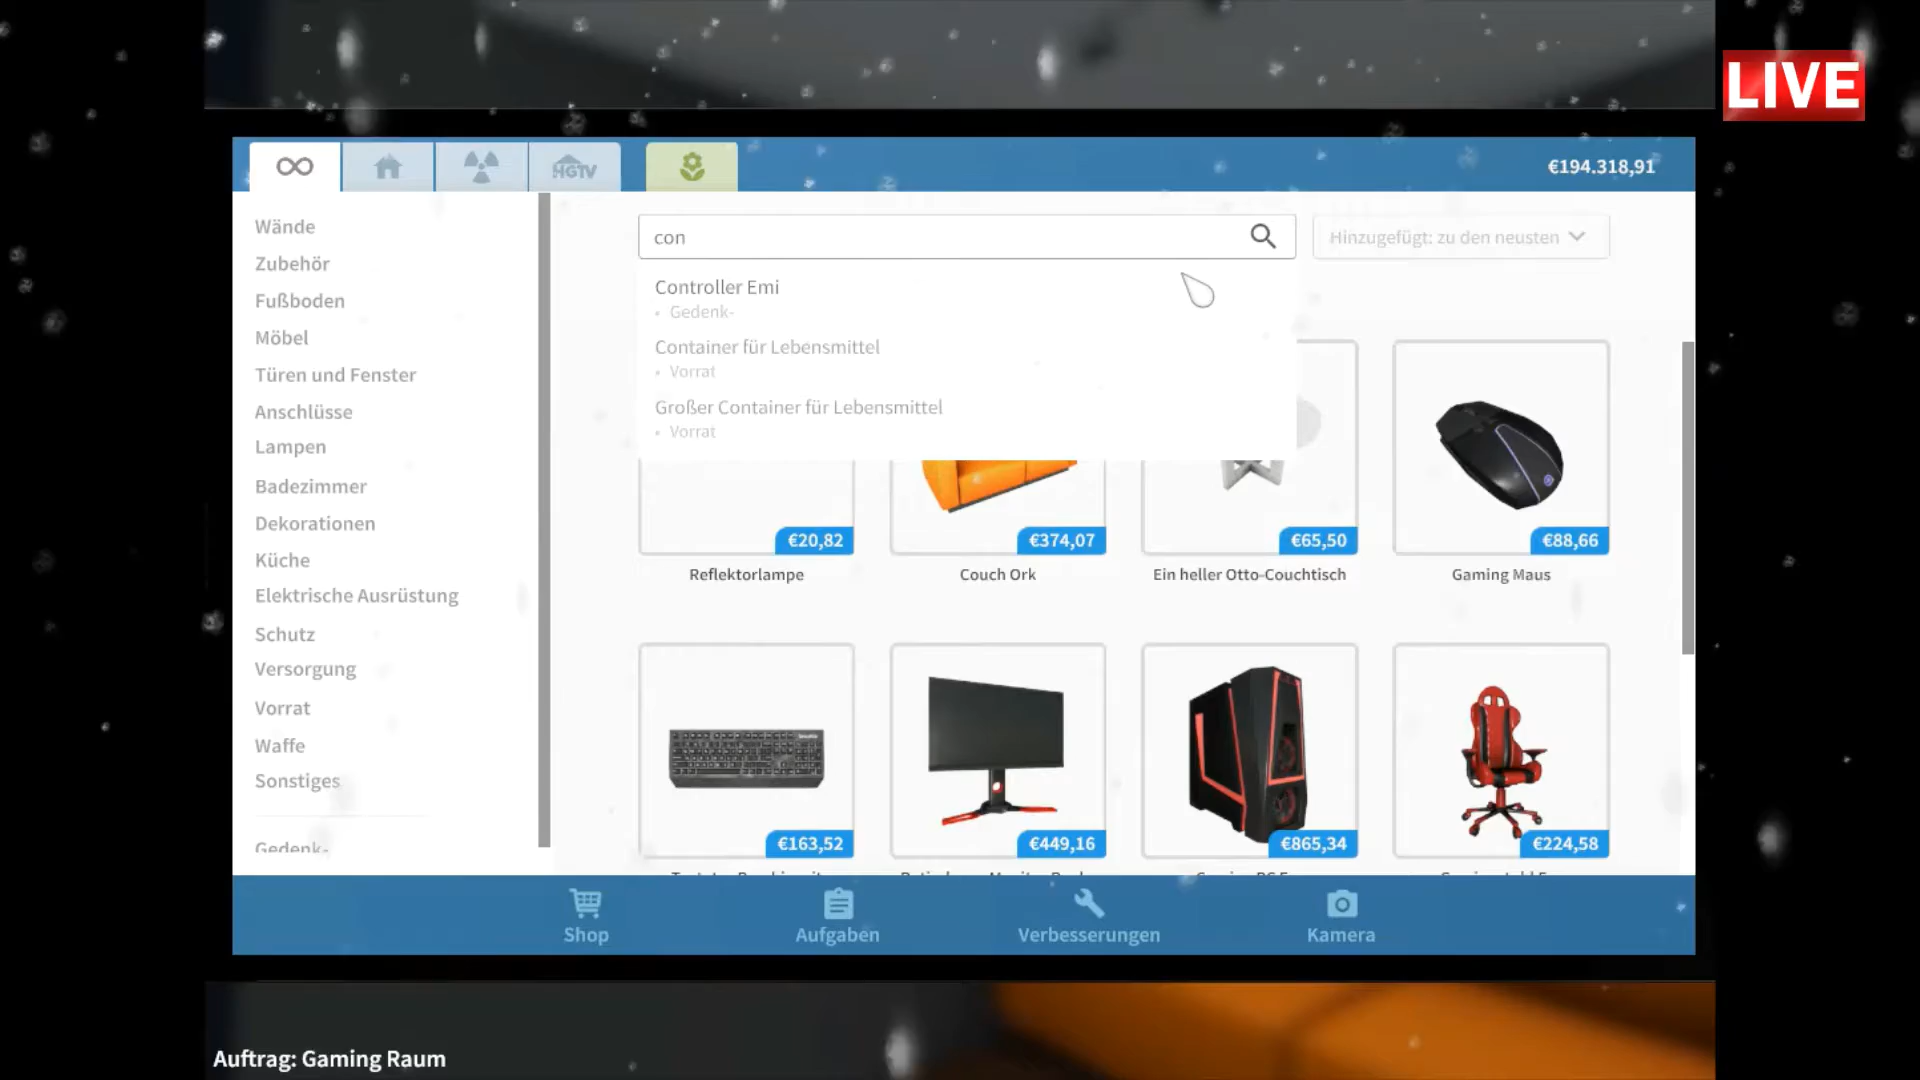 LIVE
HGTV
€194.318,91
con
Hinzugefügt: zu den neusten
Wände
Zubehör
Fußboden
Möbel
Türen und Fenster
Anschlüsse
Lampen
Badezimmer
Dekorationen
Küche
Elektrische Ausrüstung
Schutz
Versorgung
Vorrat
Waffe
Sonstiges
Gedenk-
Controller Emi
• Gedenk-
Container für Lebensmittel
• Vorrat
Großer Container für Lebensmittel
• Vorrat
€20,82
€374,07
€65,50
€88,66
Reflektorlampe
Couch Ork
Ein heller Otto-Couchtisch
Gaming Maus
€163,52
€449,16
€865,34
€224,58
Shop
Aufgaben
Verbesserungen
Kamera
Auftrag: Gaming Raum